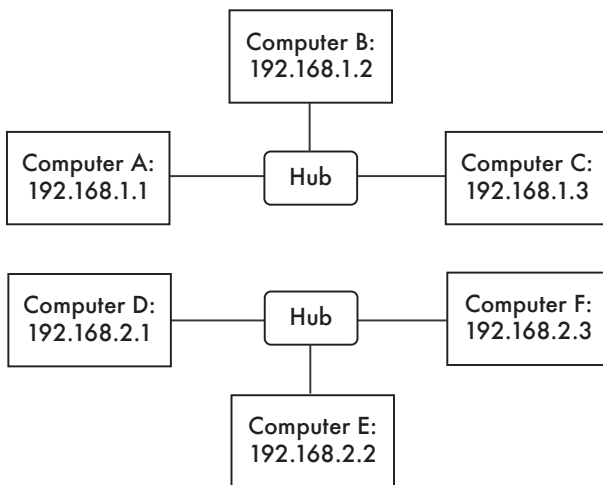 Computer B:
192.168.1.2
Computer A:
192.168.1.1
Hub
Computer C:
192.168.1.3
Computer D:
192.168.2.1
Hub
Computer F:
192.168.2.3
Computer E:
192.168.2.2